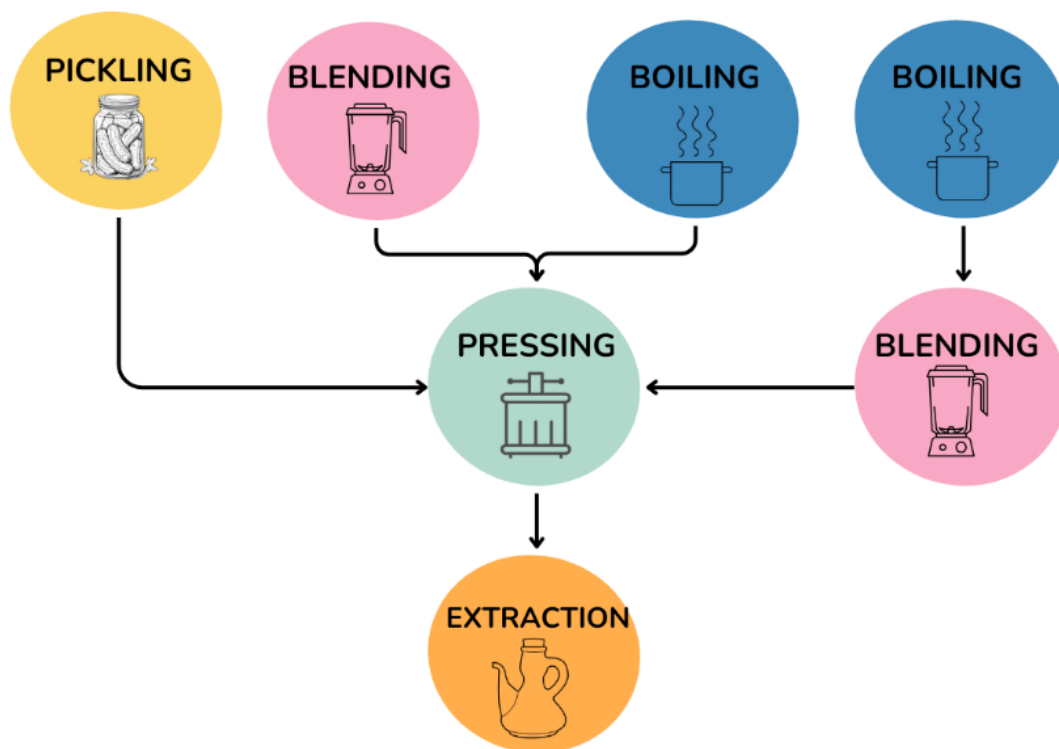 PICKLING
BLENDING
BOILING
BOILING
PRESSING
BLENDING
EXTRACTION